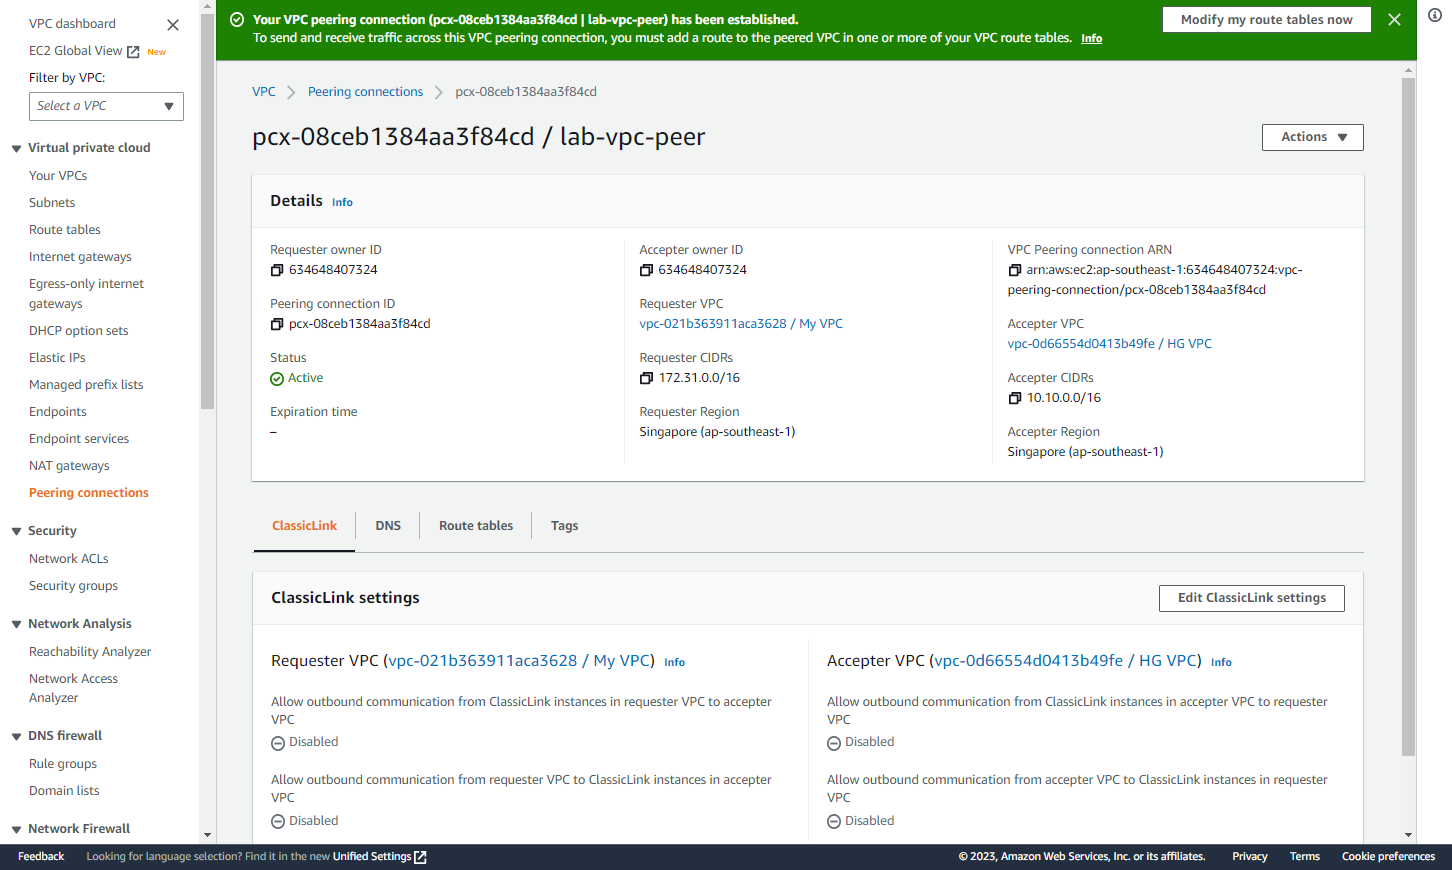 VPC dashboard
EC2 Global View New
Filter by VPC:
Select a VPC
Virtual private cloud
Your VPCs
Subnets
Route tables
Internet gateways
Egress-only internet
gateways
DHCP option sets
Elastic IPs
Managed prefix lists
Endpoints
Endpoint services
NAT gateways
Peering connections
Security
Network ACLs
Security groups
Network Analysis
Reachability Analyzer
Network Access
Analyzer
DNS firewall
Rule groups
Domain lists
Network Firewall
Your VPC peering connection (pcx-08ceb1384aa3f84cd | lab-vpc-peer) has been established.
To send and receive traffic across this VPC peering connection, you must add a route to the peered VPC in one or more of your VPC route tables. Info
Modify my route tables now
VPC Peering connections pcx-08ceb1384aa3f84cd
pcx-08ceb1384aa3f84cd / lab-vpc-peer
Actions
Details Info
Requester owner ID
634648407324
Peering connection ID
pcx-08ceb1384aa3f84cd
Status
Active
Expiration time
–
Accepter owner ID
634648407324
Requester VPC
vpc-021b363911aca3628 / My VPC
Requester CIDRs
172.31.0.0/16
Requester Region
Singapore (ap-southeast-1)
VPC Peering connection ARN
arn:aws:ec2:ap-southeast-1:634648407324:vpc-
peering-connection/pcx-08ceb1384aa3f84cd
Accepter VPC
vpc-0d66554d0413b49fe / HG VPC
Accepter CIDRs
10.10.0.0/16
Accepter Region
Singapore (ap-southeast-1)
ClassicLink DNS Route tables Tags
ClassicLink settings
Edit ClassicLink settings
Requester VPC (vpc-021b363911aca3628 / My VPC) Info
Allow outbound communication from ClassicLink instances in requester VPC to accepter
VPC
Disabled
Allow outbound communication from requester VPC to ClassicLink instances in accepter
VPC
Disabled
Accepter VPC (vpc-0d66554d0413b49fe / HG VPC) Info
Allow outbound communication from ClassicLink instances in accepter VPC to requester
VPC
Disabled
Allow outbound communication from accepter VPC to ClassicLink instances in requester
VPC
Disabled
Feedback Looking for language selection? Find it in the new Unified Settings © 2023, Amazon Web Services, Inc. or its affiliates. Privacy Terms Cookie preferences